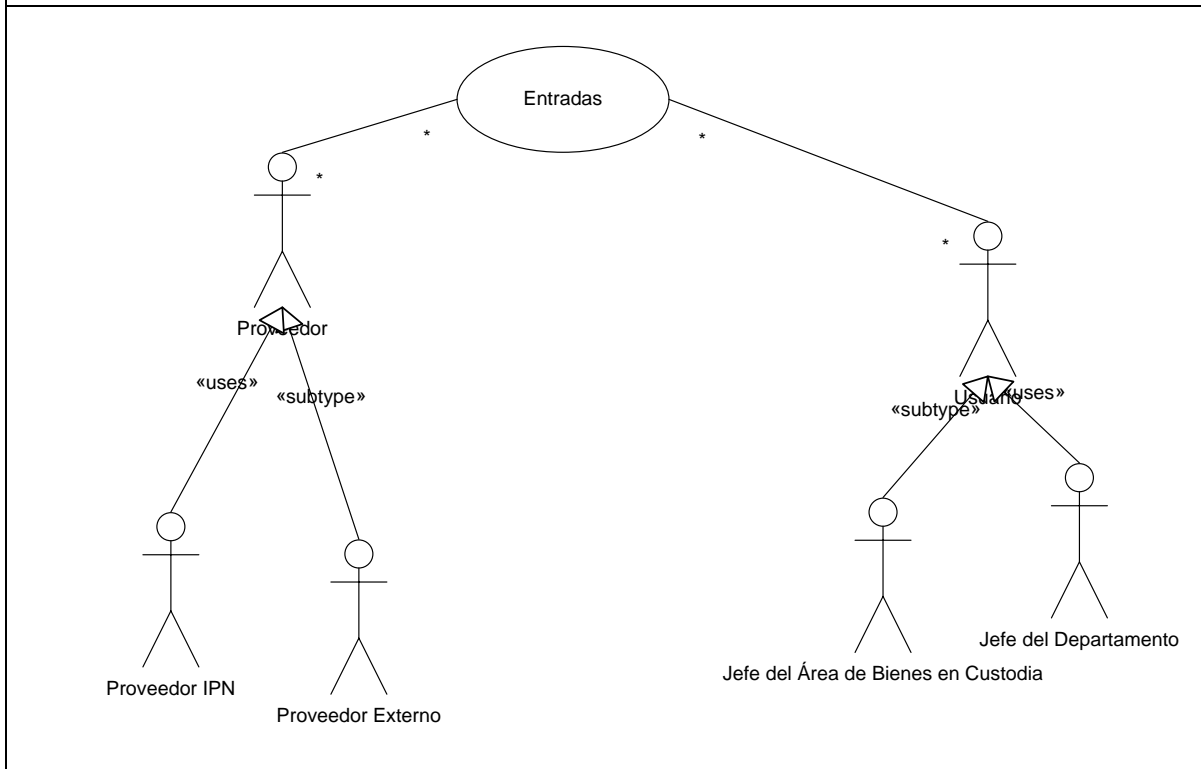 Entradas
*
*
*
*
Proveedor
«uses»
«subtype»
Usuario
«uses»
«subtype»
Jefe del Departamento
Jefe del Área de Bienes en Custodia
Proveedor IPN
Proveedor Externo